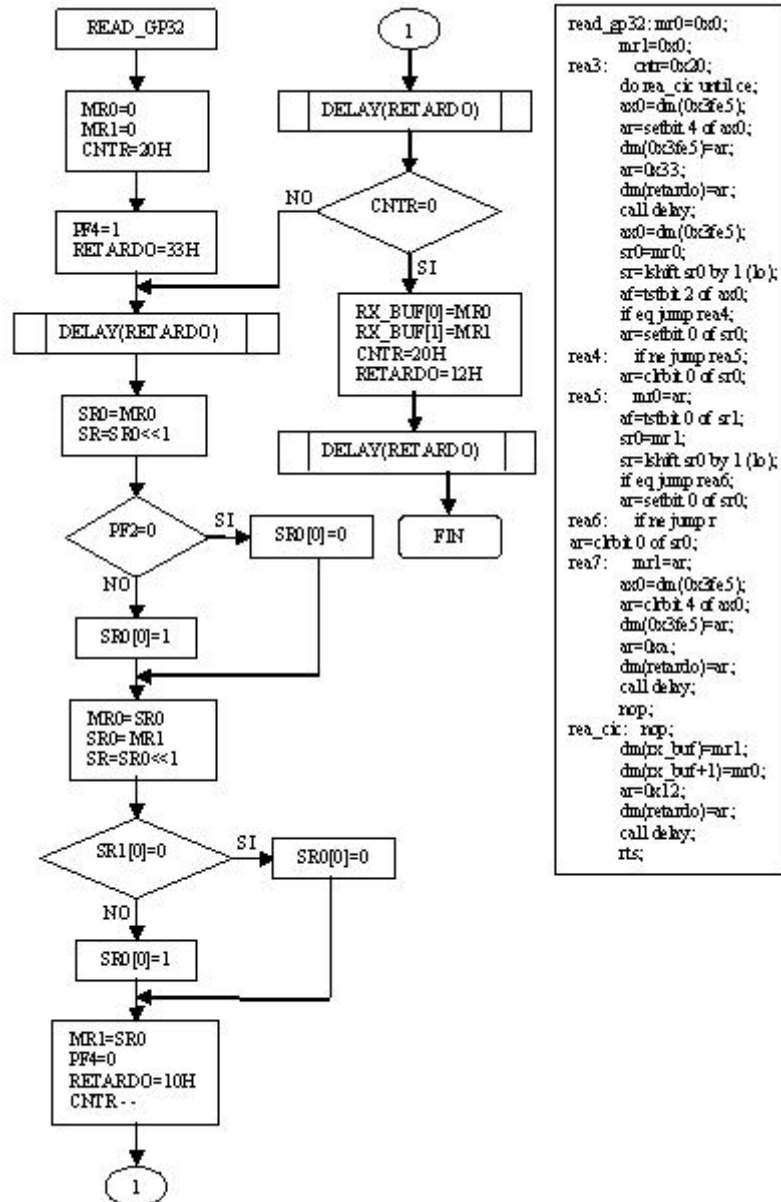 READ_GP32
MR0=0
MR1=0
CNTR=20H
PF4=1
RETARDO=33H
DELAY(RETARDO)
SR0=MR0
SR=SR0<<1
PF2=0
SI
SR0[0]=0
NO
SR0[0]=1
MR0=SR0
SR0=MR1
SR=SR0<<1
SR1[0]=0
SI
SR0[0]=0
NO
SR0[0]=1
MR1=SR0
PF4=0
RETARDO=10H
CNTR--
1
1
DELAY(RETARDO)
NO
CNTR=0
SI
RX_BUF[0]=MR0
RX_BUF[1]=MR1
CNTR=20H
RETARDO=12H
DELAY(RETARDO)
FIN
read_gp32: mr0=0x0;
mr1=0x0;
rea3: cntr=0x20;
do rea_cic until ce;
ax0=dm(0x3fe5);
ar=setbit 4 of ax0;
dm(0x3fe5)=ar;
ar=0x33;
dm(retardo)=ar;
call delay;
ax0=dm(0x3fe5);
sr0=mr0;
sr=lshift sr0 by 1 (lo);
af=tstbit 2 of ax0;
if eq jump rea4;
ar=setbit 0 of sr0;
rea4: if ne jump rea5;
ar=clrbit 0 of sr0;
rea5: mr0=ar;
af=tstbit 0 of sr1;
sr0=mr1;
sr=lshift sr0 by 1 (lo);
if eq jump rea6;
ar=setbit 0 of sr0;
rea6: if ne jump r
ar=clrbit 0 of sr0;
rea7: mr1=ar;
ax0=dm(0x3fe5);
ar=clrbit 4 of ax0;
dm(0x3fe5)=ar;
ar=0xa;
dm(retardo)=ar;
call delay;
nop;
rea_cic: nop;
dm(rx_buf)=mr1;
dm(rx_buf+1)=mr0;
ar=0x12;
dm(retardo)=ar;
call delay;
rts;